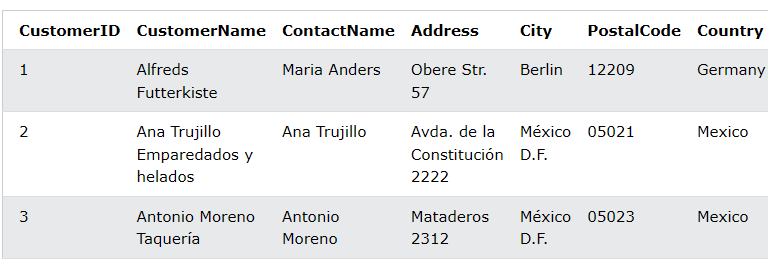 CustomerID CustomerName ContactName Address City PostalCode Country
1 Alfreds Maria Anders Obere Str. Berlin 12209 Germany
Futterkiste 57
2 Ana Trujillo Ana Trujillo Avda. de la México 05021 Mexico
Emparedados y Constitución D.F.
helados 2222
3 Antonio Moreno Antonio Mataderos México 05023 Mexico
Taquería Moreno 2312 D.F.